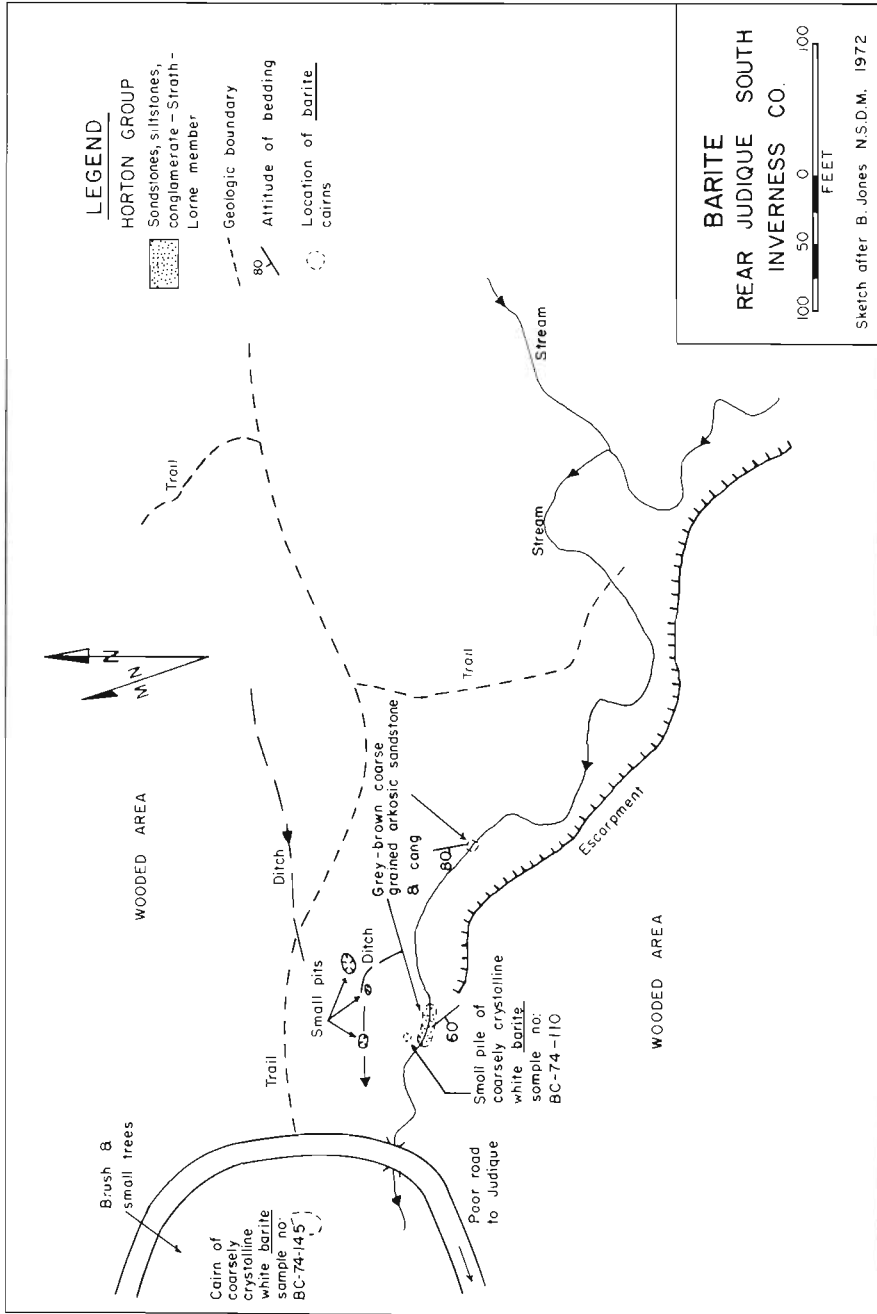 LEGEND
HORTON GROUP
Sandstones, siltstones,
conglamerate - Strath-
Lorne member
Geologic boundary
80
Attitude of bedding
Location of barite
cairns
BARITE
REAR JUDIQUE SOUTH
INVERNESS CO.
100 50 0 100
FEET
Sketch after B. Jones N.S.D.M. 1972
WOODED AREA
N
M
N
Trail
Ditch
Trail
Small pits
Ditch
Grey-brown coarse
grained arkosic sandstone
& cang
80
60
Trail
Stream
Stream
Escarpment
WOODED AREA
Small pile of
coarsely crystalline
white barite
sample no:
BC-74-110
Brush &
small trees
Cairn of
coarsely
crystalline
white barite
sample no:
BC-74-145
Poor road
to Judique